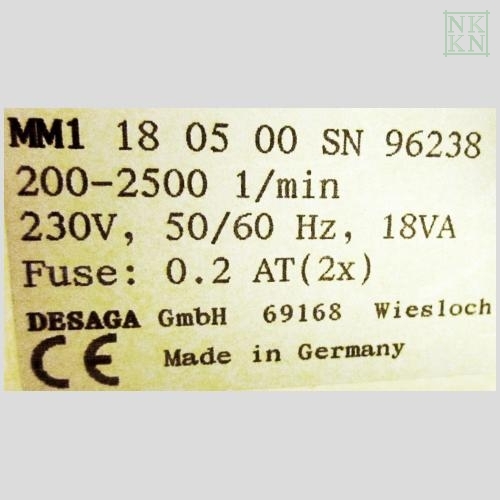 NK
KN
MM1 18 05 00 SN 96238
200-2500 1/min
230V, 50/60 Hz, 18VA
Fuse: 0.2 AT(2x)
DESAGA GmbH 69168 Wiesloch
CE Made in Germany